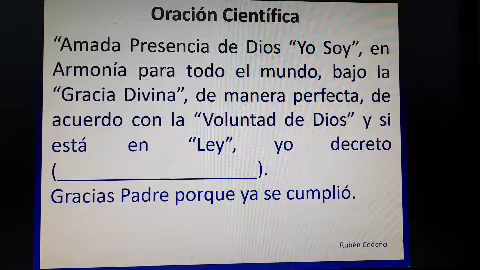 Oración Científica
“Amada Presencia de Dios “Yo Soy”, en
Armonía para todo el mundo, bajo la
“Gracia Divina”, de manera perfecta, de
acuerdo con la “Voluntad de Dios” y si
está en “Ley”, yo decreto
(____________________).
Gracias Padre porque ya se cumplió.
Rubén Cedeño